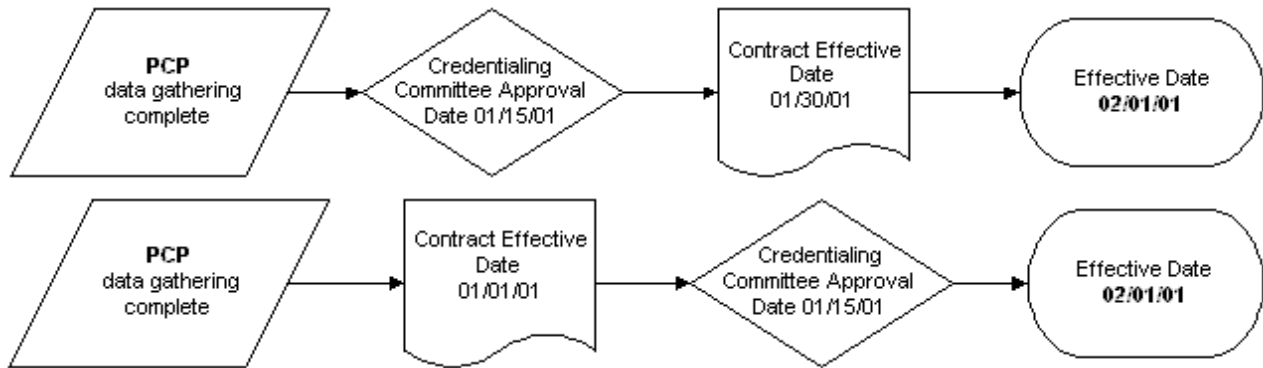 PCP
data gathering
complete
Credentialing
Committee Approval
Date 01/15/01
Contract Effective
Date
01/30/01
Effective Date
02/01/01
PCP
data gathering
complete
Contract Effective
Date
01/01/01
Credentialing
Committee Approval
Date 01/15/01
Effective Date
02/01/01